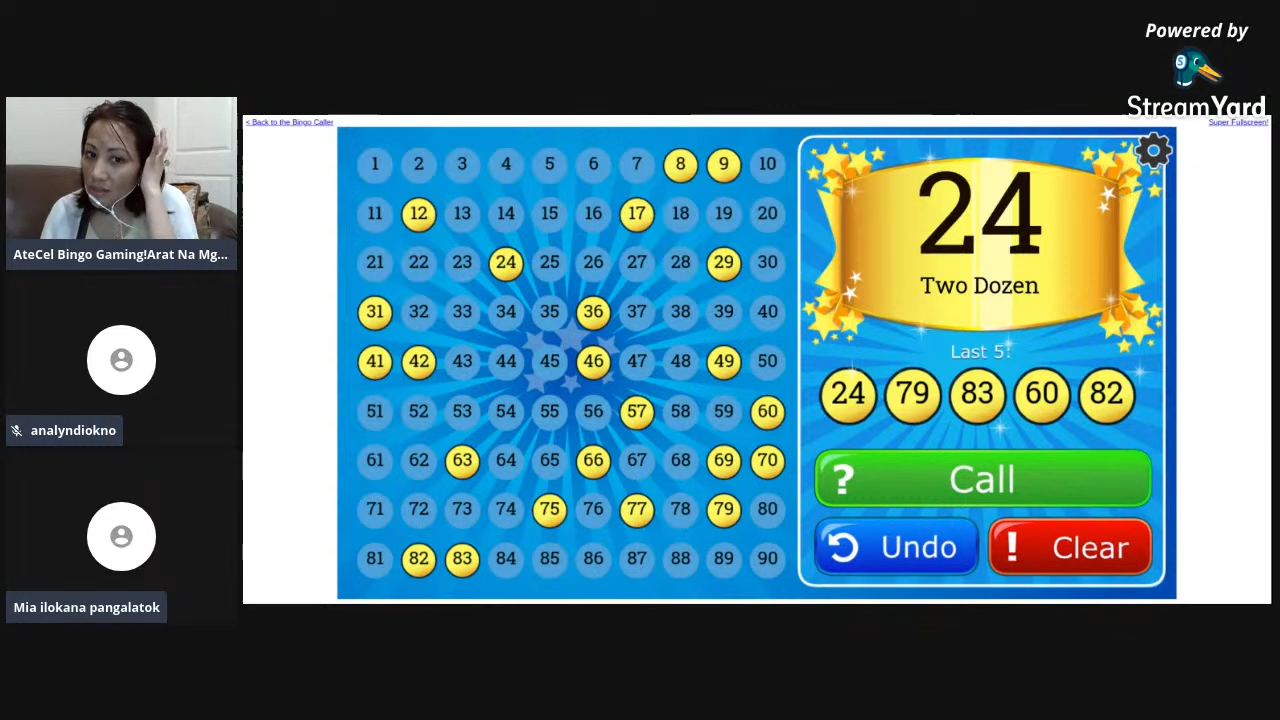 Powered by
StreamYard
< Back to the Bingo Caller
Super Fullscreen!
AteCel Bingo Gaming!Arat Na Mg...
analyndiokno
Mia ilokana pangalatok
1 2 3 4 5 6 7 8 9 10
11 12 13 14 15 16 17 18 19 20
21 22 23 24 25 26 27 28 29 30
31 32 33 34 35 36 37 38 39 40
41 42 43 44 45 46 47 48 49 50
51 52 53 54 55 56 57 58 59 60
61 62 63 64 65 66 67 68 69 70
71 72 73 74 75 76 77 78 79 80
81 82 83 84 85 86 87 88 89 90
24
Two Dozen
Last 5:
24 79 83 60 82
? Call
Undo
! Clear